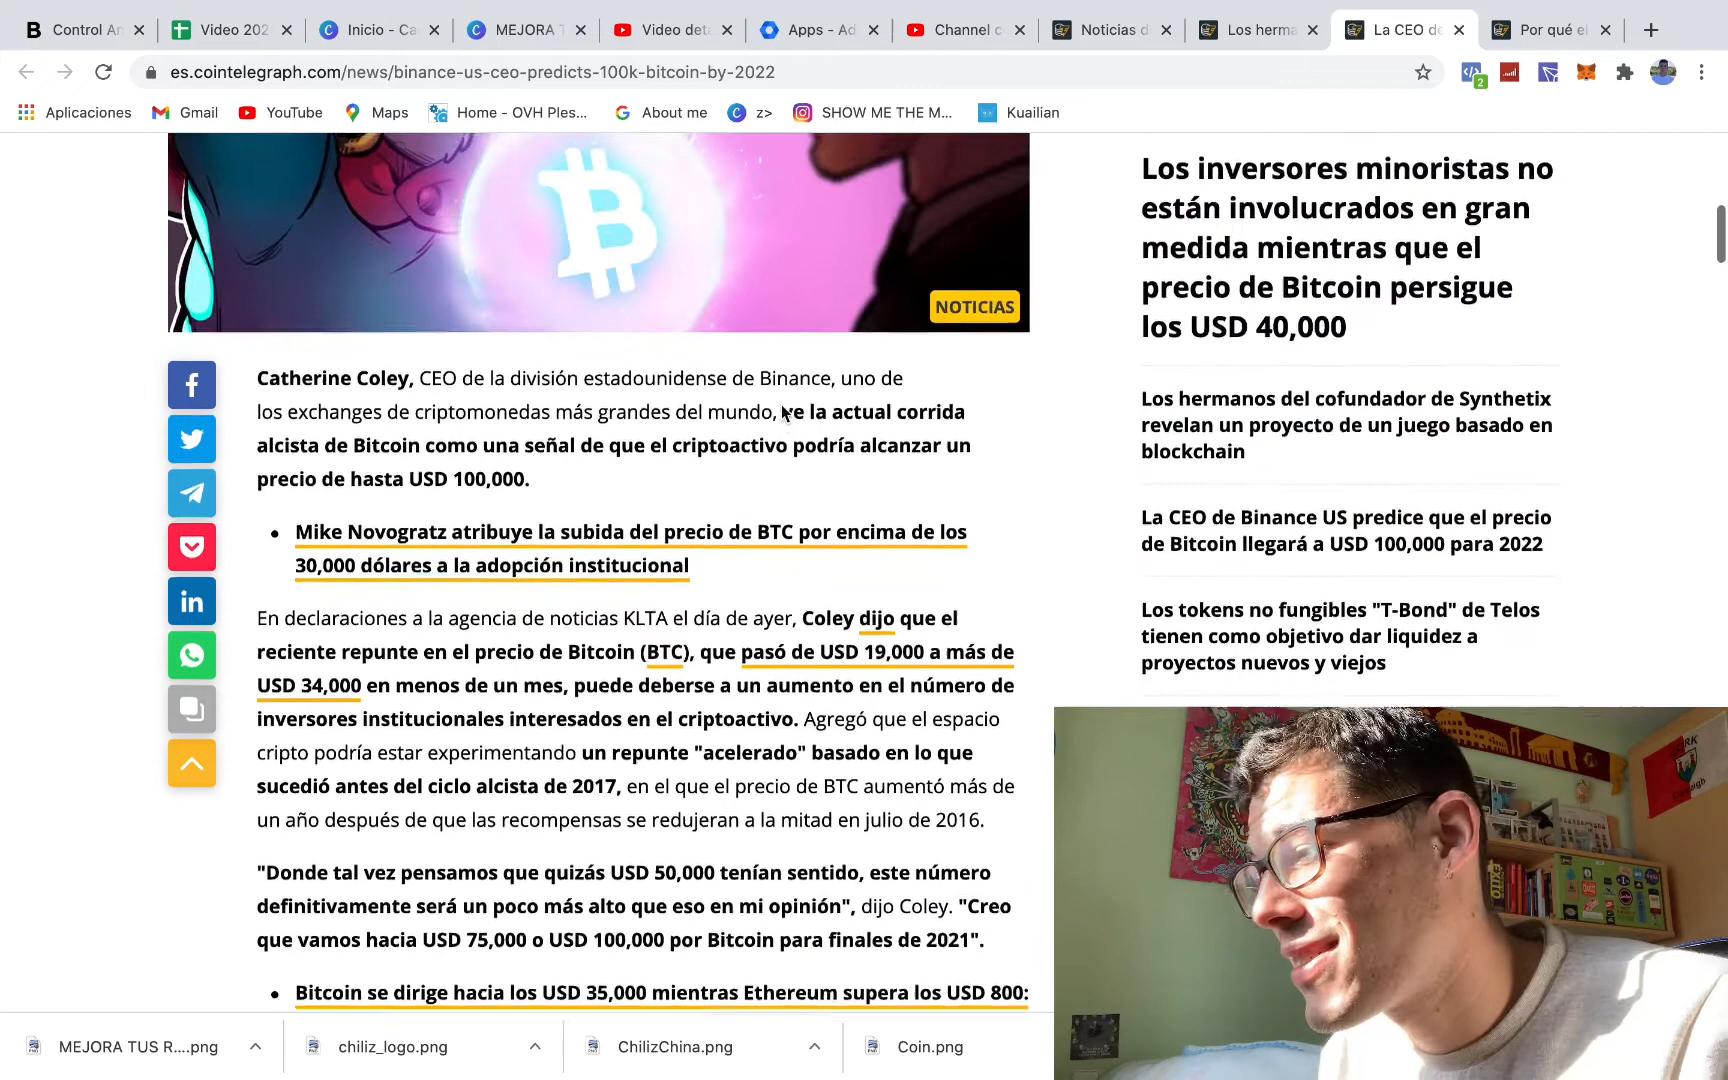 Control An
Video 202
Inicio - Ca
MEJORA T
Video deta
Apps - Ad
Channel c
Noticias d
Los herma
La CEO de
Por qué el
es.cointelegraph.com/news/binance-us-ceo-predicts-100k-bitcoin-by-2022
2
Aplicaciones
Gmail
YouTube
Maps
Home - OVH Ples...
About me
z>
SHOW ME THE M...
Kuailian
NOTICIAS
Catherine Coley, CEO de la división estadounidense de Binance, uno de
los exchanges de criptomonedas más grandes del mundo, ve la actual corrida
alcista de Bitcoin como una señal de que el criptoactivo podría alcanzar un
precio de hasta USD 100,000.
Mike Novogratz atribuye la subida del precio de BTC por encima de los
30,000 dólares a la adopción institucional
En declaraciones a la agencia de noticias KLTA el día de ayer, Coley dijo que el
reciente repunte en el precio de Bitcoin (BTC), que pasó de USD 19,000 a más de
USD 34,000 en menos de un mes, puede deberse a un aumento en el número de
inversores institucionales interesados en el criptoactivo. Agregó que el espacio
cripto podría estar experimentando un repunte "acelerado" basado en lo que
sucedió antes del ciclo alcista de 2017, en el que el precio de BTC aumentó más de
un año después de que las recompensas se redujeran a la mitad en julio de 2016.
"Donde tal vez pensamos que quizás USD 50,000 tenían sentido, este número
definitivamente será un poco más alto que eso en mi opinión", dijo Coley. "Creo
que vamos hacia USD 75,000 o USD 100,000 por Bitcoin para finales de 2021".
Bitcoin se dirige hacia los USD 35,000 mientras Ethereum supera los USD 800:
Los inversores minoristas no
están involucrados en gran
medida mientras que el
precio de Bitcoin persigue
los USD 40,000
Los hermanos del cofundador de Synthetix
revelan un proyecto de un juego basado en
blockchain
La CEO de Binance US predice que el precio
de Bitcoin llegará a USD 100,000 para 2022
Los tokens no fungibles "T-Bond" de Telos
tienen como objetivo dar liquidez a
proyectos nuevos y viejos
ÉXITO
MEJORA TUS R....png
chiliz_logo.png
ChilizChina.png
Coin.png